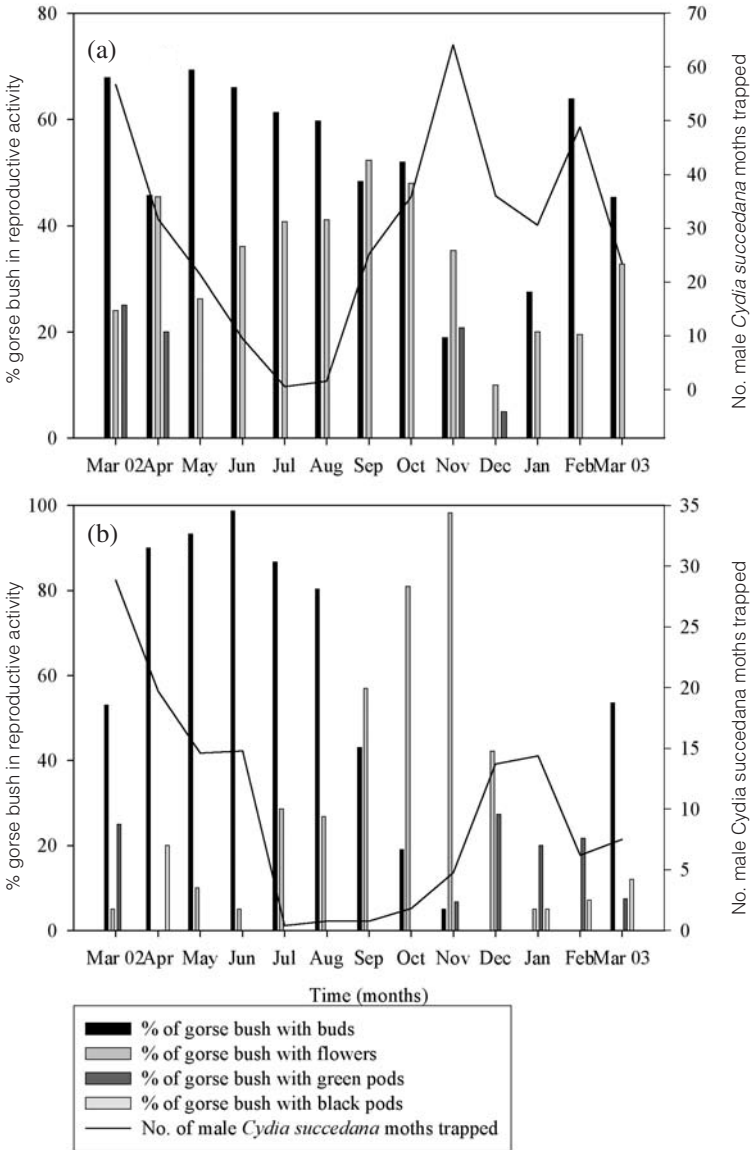 (a)
% gorse bush in reproductive activity
80
60
40
20
0
No. male Cydia succedana moths trapped
70
60
50
40
30
20
10
0
Mar 02 Apr May Jun Jul Aug Sep Oct Nov Dec Jan Feb Mar 03
(b)
% gorse bush in reproductive activity
100
80
60
40
20
0
No. male Cydia succedana moths trapped
35
30
25
20
15
10
5
0
Mar 02 Apr May Jun Jul Aug Sep Oct Nov Dec Jan Feb Mar 03
Time (months)
% of gorse bush with buds
% of gorse bush with flowers
% of gorse bush with green pods
% of gorse bush with black pods
No. of male Cydia succedana moths trapped